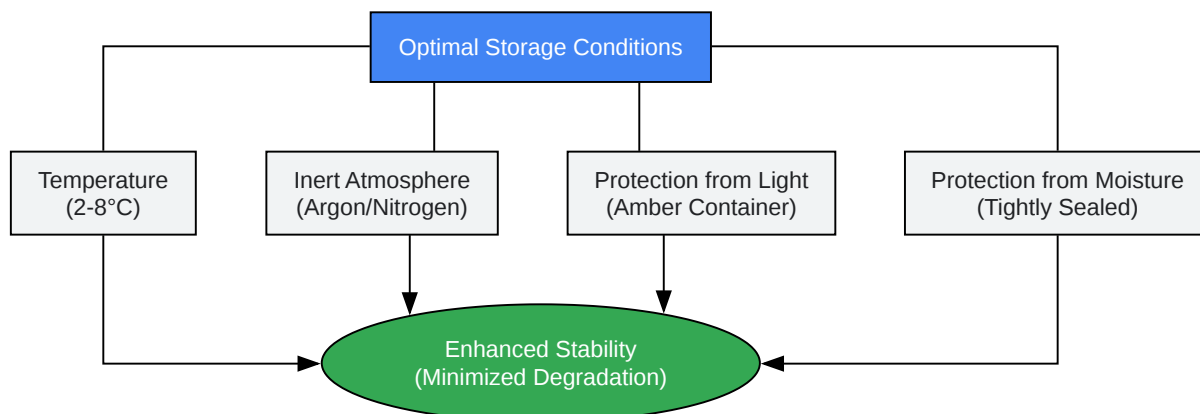 Optimal Storage Conditions
Temperature
(2-8°C)
Inert Atmosphere
(Argon/Nitrogen)
Protection from Light
(Amber Container)
Protection from Moisture
(Tightly Sealed)
Enhanced Stability
(Minimized Degradation)